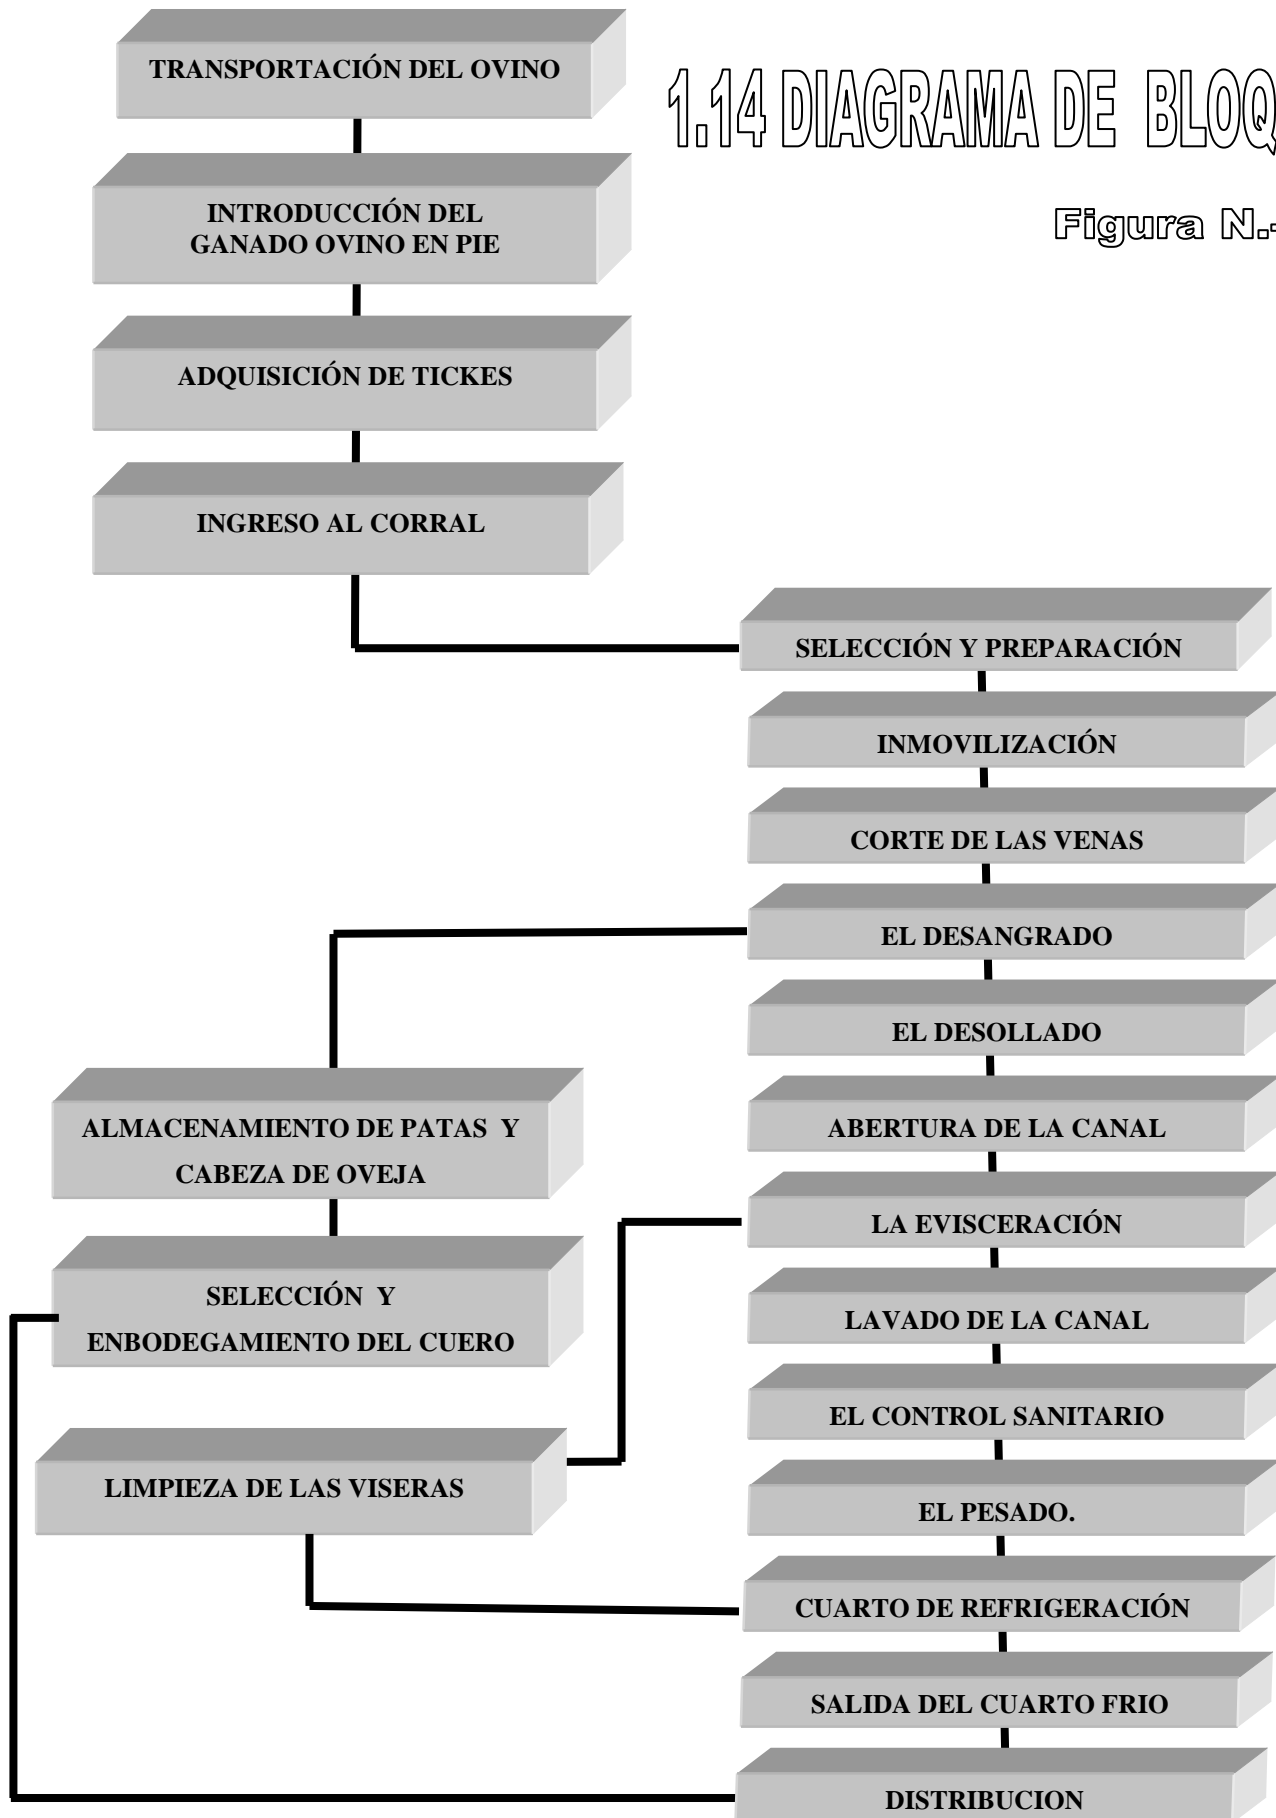 TRANSPORTACIÓN DEL OVINO
1.14 DIAGRAMA DE BLOQ
Figura N.-
INTRODUCCIÓN DEL
GANADO OVINO EN PIE
ADQUISICIÓN DE TICKES
INGRESO AL CORRAL
SELECCIÓN Y PREPARACIÓN
INMOVILIZACIÓN
CORTE DE LAS VENAS
EL DESANGRADO
EL DESOLLADO
ALMACENAMIENTO DE PATAS Y
CABEZA DE OVEJA
ABERTURA DE LA CANAL
LA EVISCERACIÓN
SELECCIÓN Y
ENBODEGAMIENTO DEL CUERO
LAVADO DE LA CANAL
EL CONTROL SANITARIO
LIMPIEZA DE LAS VISERAS
EL PESADO.
CUARTO DE REFRIGERACIÓN
SALIDA DEL CUARTO FRIO
DISTRIBUCION